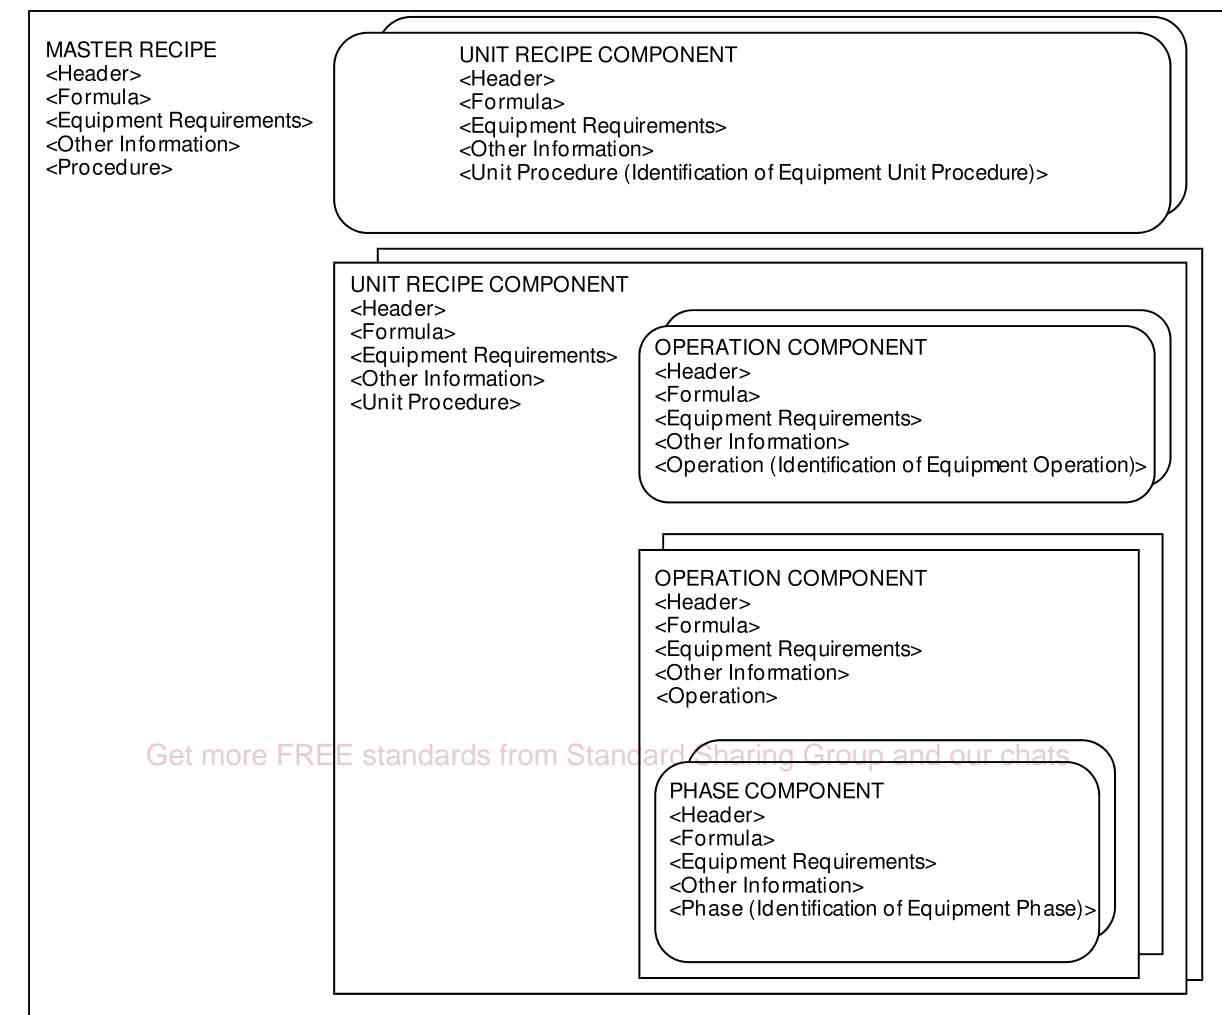 MASTER RECIPE
<Header>
<Formula>
<Equipment Requirements>
<Other Information>
<Procedure>
UNIT RECIPE COMPONENT
<Header>
<Formula>
<Equipment Requirements>
<Other Information>
<Unit Procedure (Identification of Equipment Unit Procedure)>
UNIT RECIPE COMPONENT
<Header>
<Formula>
<Equipment Requirements>
<Other Information>
<Unit Procedure>
OPERATION COMPONENT
<Header>
<Formula>
<Equipment Requirements>
<Other Information>
<Operation (Identification of Equipment Operation)>
OPERATION COMPONENT
<Header>
<Formula>
<Equipment Requirements>
<Other Information>
<Operation>
Get more FREE standards from Standard Sharing Group and our chats
PHASE COMPONENT
<Header>
<Formula>
<Equipment Requirements>
<Other Information>
<Phase (Identification of Equipment Phase)>